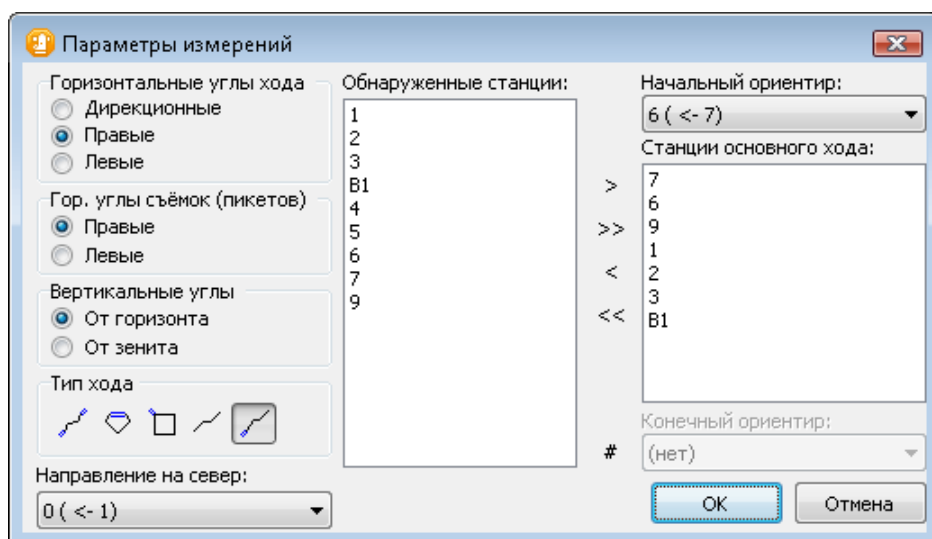 Параметры измерений
Горизонтальные углы хода
Дирекционные
Правые
Левые
Гор. углы съёмок (пикетов)
Правые
Левые
Вертикальные углы
От горизонта
От зенита
Тип хода
Направление на север:
0 ( <- 1)
Обнаруженные станции:
1
2
3
B1
4
5
6
7
9
>
>>
<
<<
#
Начальный ориентир:
6 ( <- 7)
Станции основного хода:
7
6
9
1
2
3
B1
Конечный ориентир:
(нет)
OK
Отмена